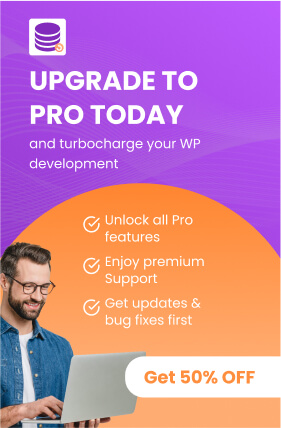 UPGRADE TO
PRO TODAY
and turbocharge your WP
development
Unlock all Pro
features
Enjoy premium
Support
Get updates &
bug fixes first
Get 50% OFF